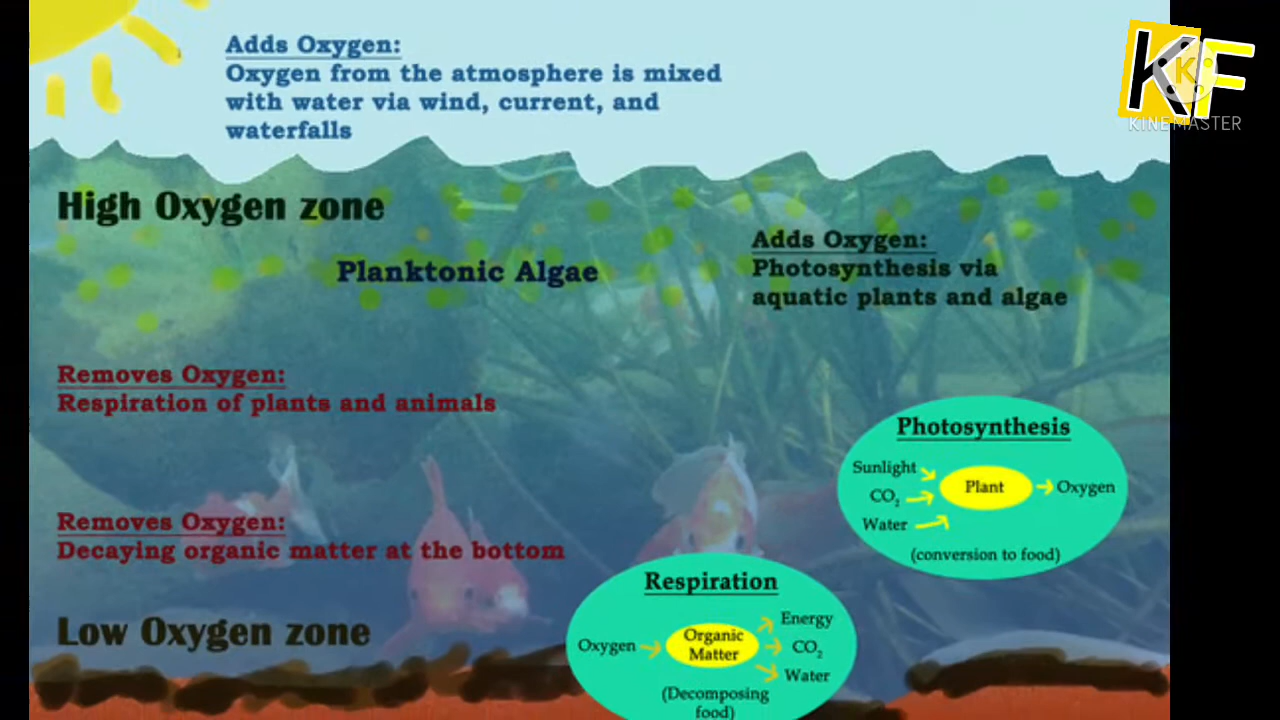 Adds Oxygen:
Oxygen from the atmosphere is mixed
with water via wind, current, and
waterfalls
KF
K
KINEMASTER
High Oxygen zone
Planktonic Algae
Adds Oxygen:
Photosynthesis via
aquatic plants and algae
Removes Oxygen:
Respiration of plants and animals
Photosynthesis
Sunlight
CO₂
Water
Plant
Oxygen
(conversion to food)
Removes Oxygen:
Decaying organic matter at the bottom
Low Oxygen zone
Respiration
Oxygen
Organic
Matter
Energy
CO₂
Water
(Decomposing
food)